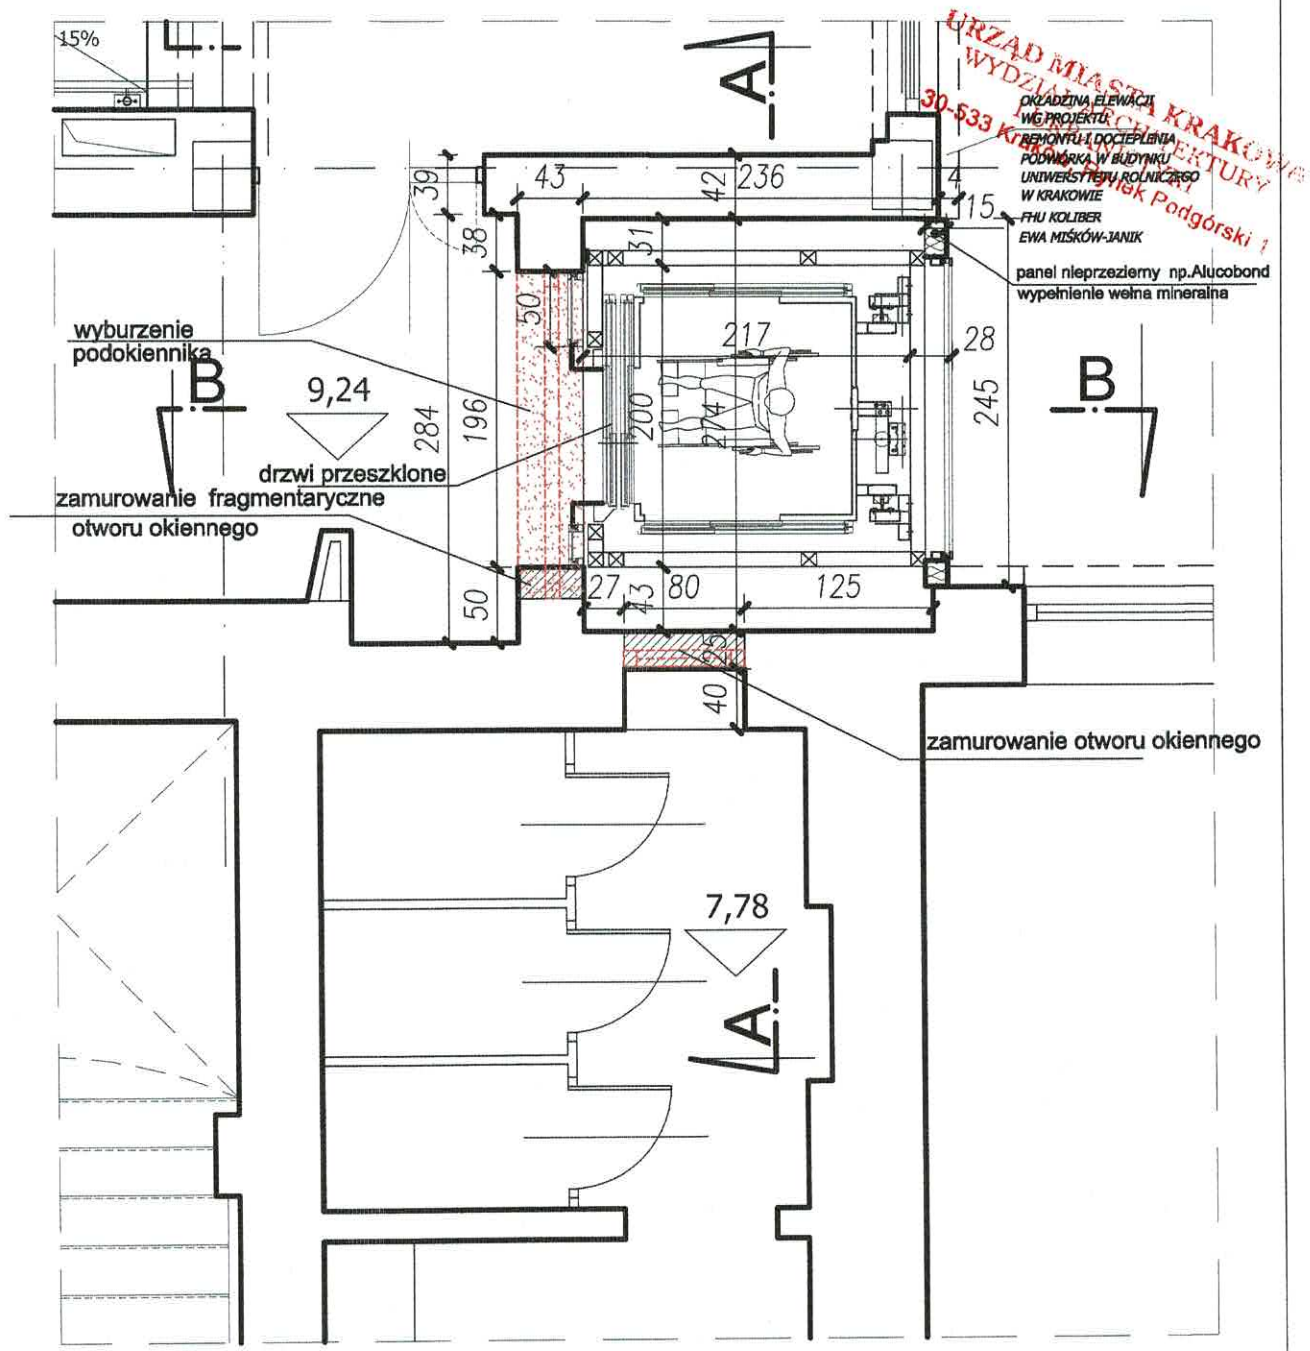 15%
A
URZĄD MIASTA KRAKOWA
WYDZIAŁ ARCHITEKTURY
I URBANISTYKI
30-533 Kraków, Rynek Podgórski 1
OKŁADZINA ELEWACJI
WG PROJEKTU
REMONTU I DOCIEPLENIA
PODWÓRKA W BUDYNKU
UNIWERSYTETU ROLNICZEGO
W KRAKOWIE
FHU KOLIBER
EWA MIŚKÓW-JANIK
39
43
42
236
4
15
38
31
panel nieprzezierny np.Alucobond
wypełnienie wełna mineralna
50
wyburzenie
podokiennika
217
28
B
9,24
B
284
196
200
274
245
drzwi przeszklone
zamurowanie fragmentaryczne
otworu okiennego
27
43
80
125
50
25
40
zamurowanie otworu okiennego
7,78
A